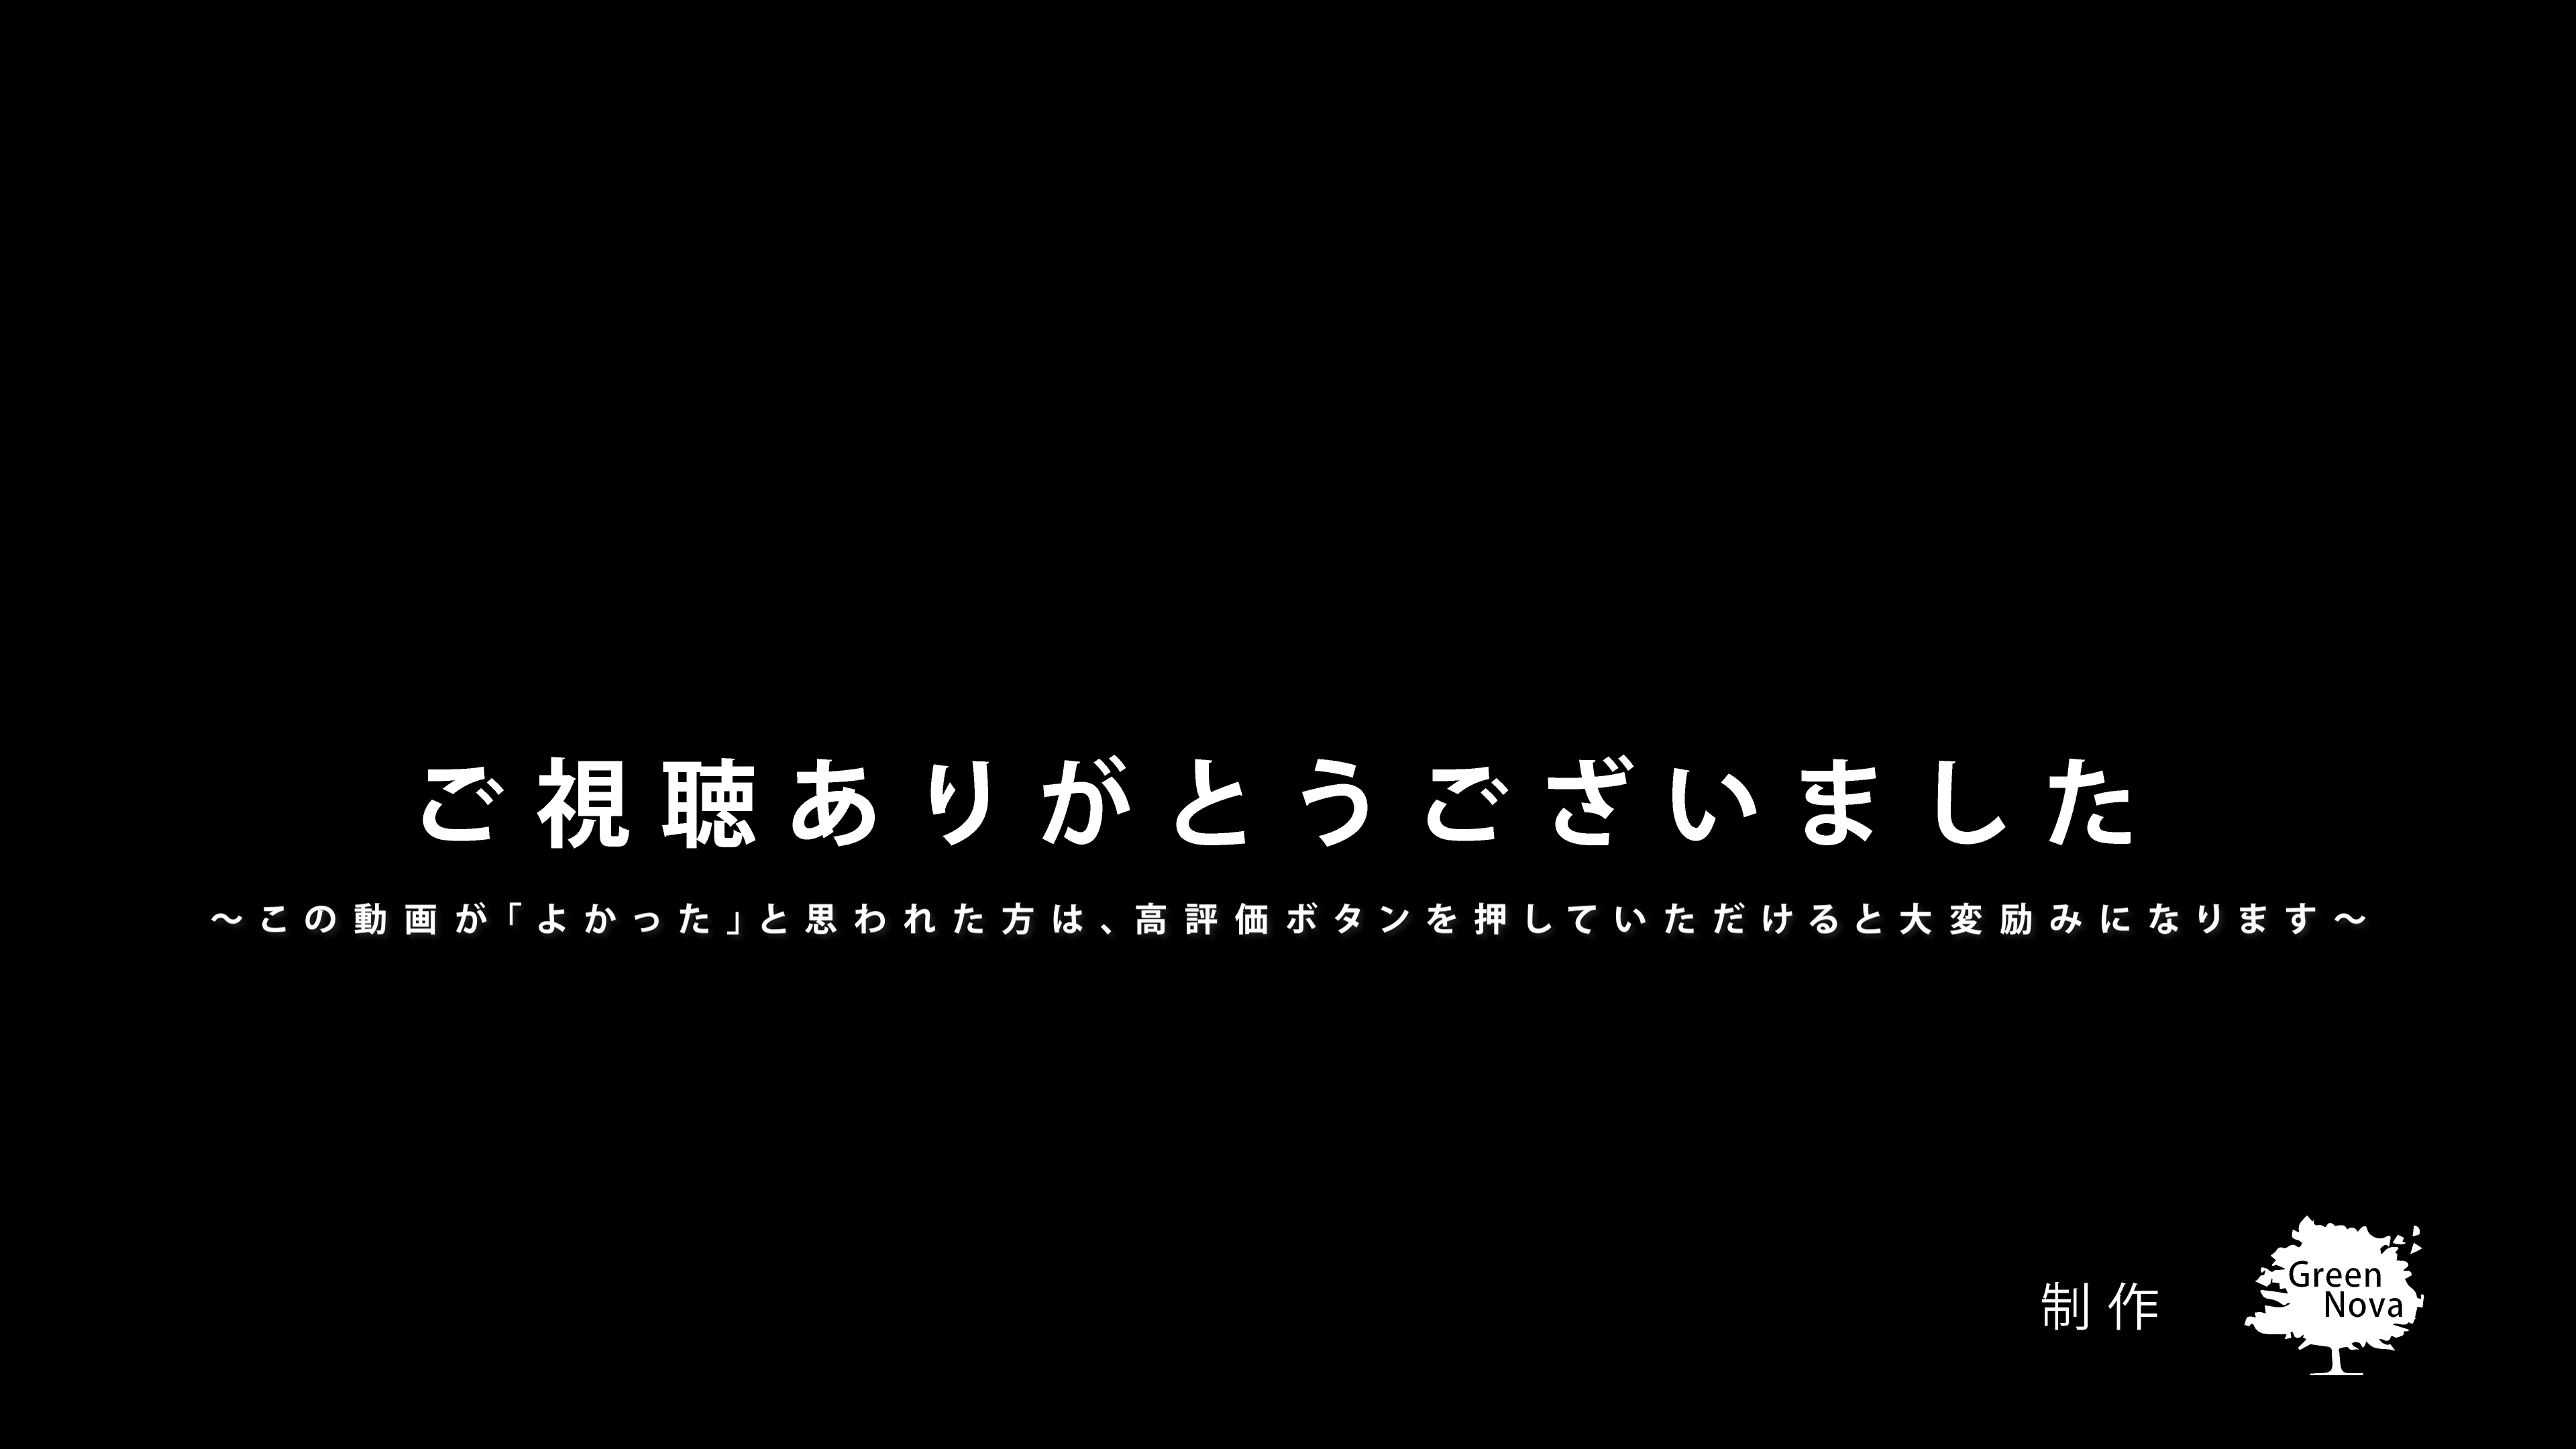 ご視聴ありがとうございました
～この動画が「よかった」と思われた方は、高評価ボタンを押していただけると大変励みになります～
制作
Green
Nova